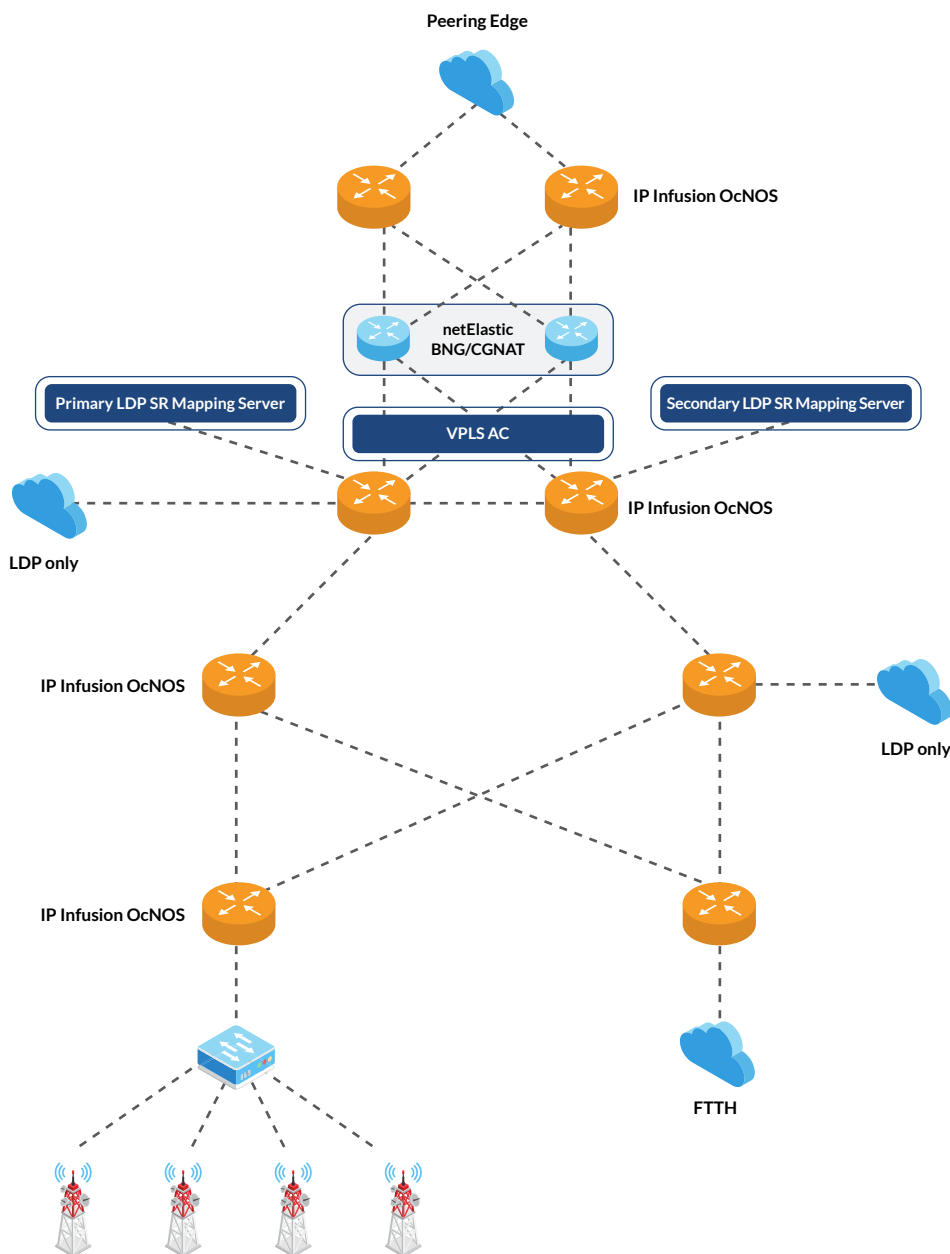 Peering Edge
IP Infusion OcNOS
netElastic
BNG/CGNAT
Primary LDP SR Mapping Server
Secondary LDP SR Mapping Server
VPLS AC
IP Infusion OcNOS
LDP only
IP Infusion OcNOS
LDP only
IP Infusion OcNOS
FTTH